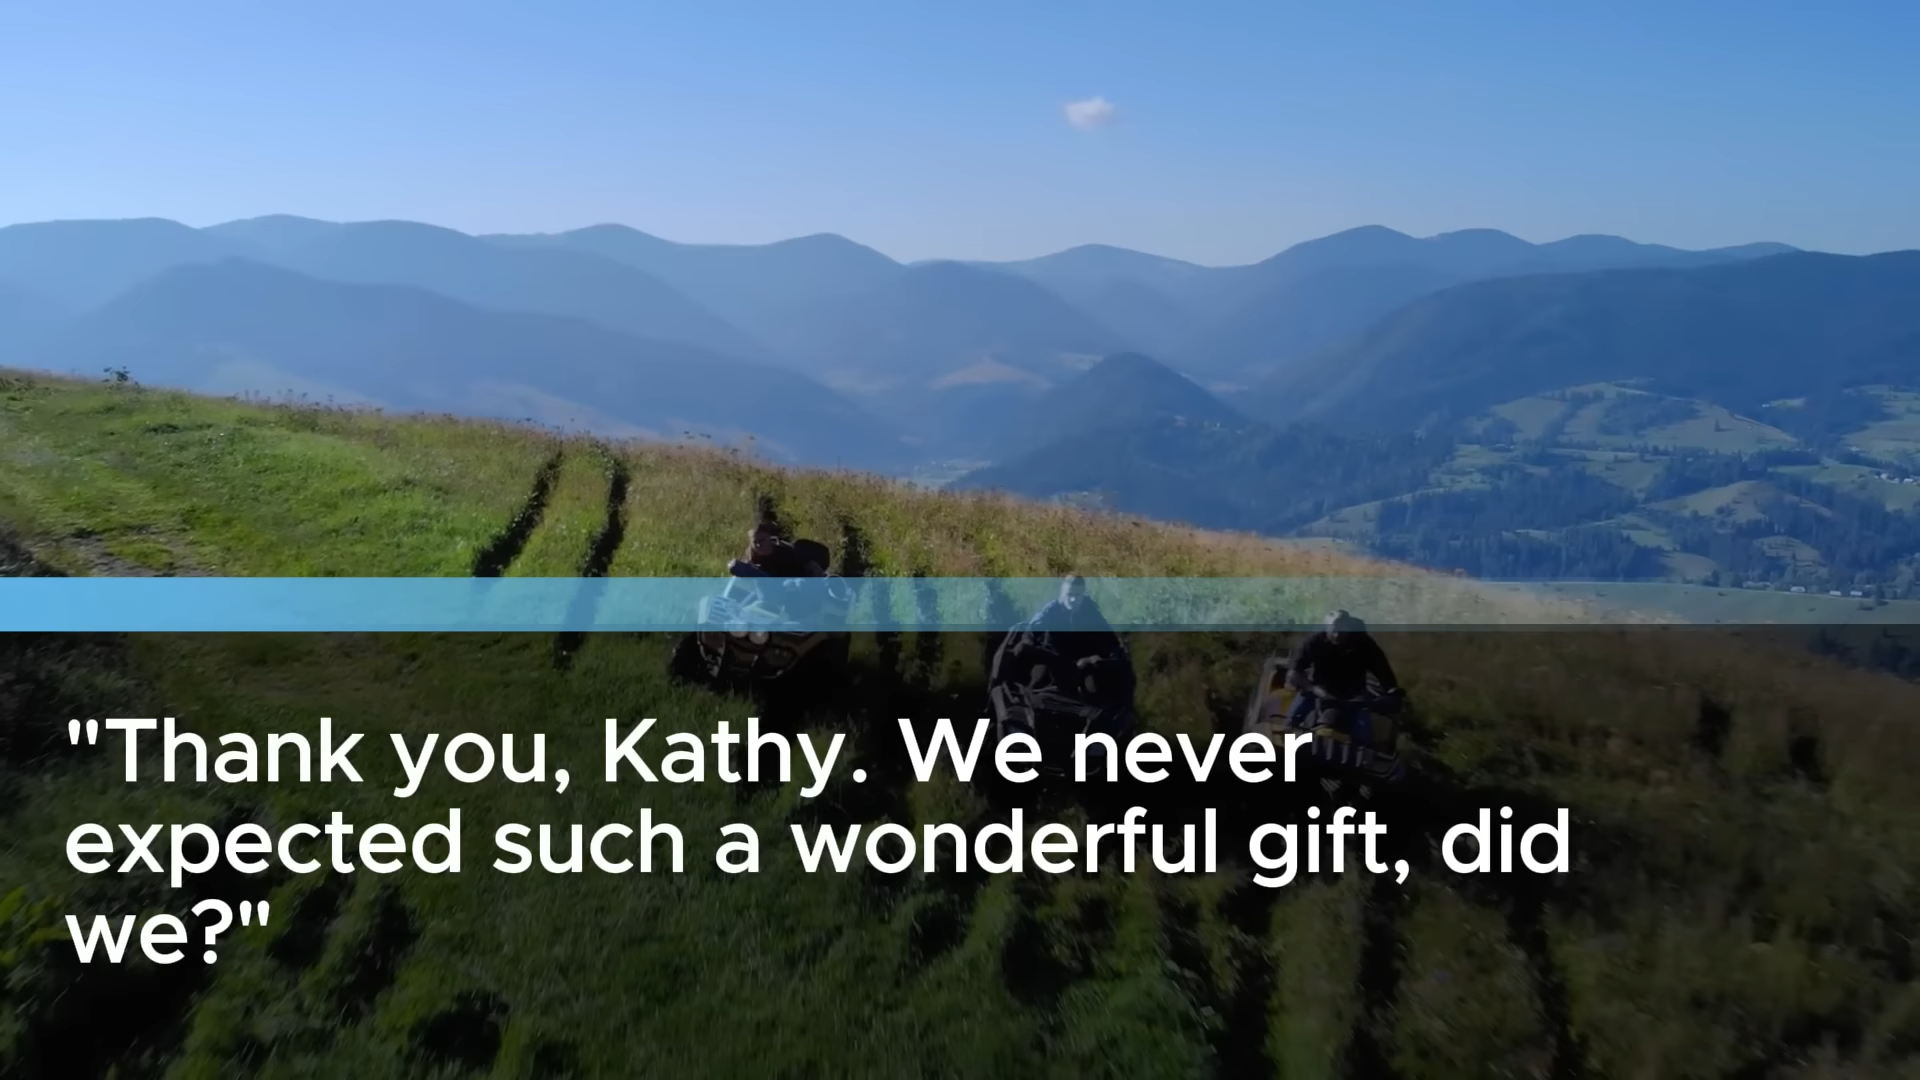 "Thank you, Kathy. We never
expected such a wonderful gift, did
we?"